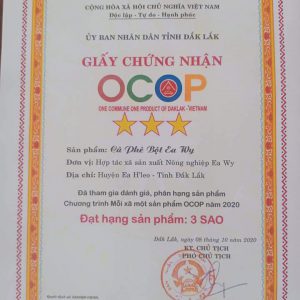 CỘNG HÒA XÃ HỘI CHỦ NGHĨA VIỆT NAM
Độc lập - Tự do - Hạnh phúc
ỦY BAN NHÂN DÂN TỈNH ĐẮK LẮK
GIẤY CHỨNG NHẬN
OCOP
ONE COMMUNE ONE PRODUCT OF DAKLAK - VIETNAM
Sản phẩm: Cà Phê Bột Ea Wy
Đơn vị: Hợp tác xã sản xuất Nông nghiệp Ea Wy
Địa chỉ: Huyện Ea H'leo - Tỉnh Đắk Lắk
Đã tham gia đánh giá, phân hạng sản phẩm
Chương trình Mỗi xã một sản phẩm OCOP năm 2020
Đạt hạng sản phẩm: 3 SAO
Đắk Lắk, ngày 08 tháng 10 năm 2020
KT. CHỦ TỊCH
PHÓ CHỦ TỊCH